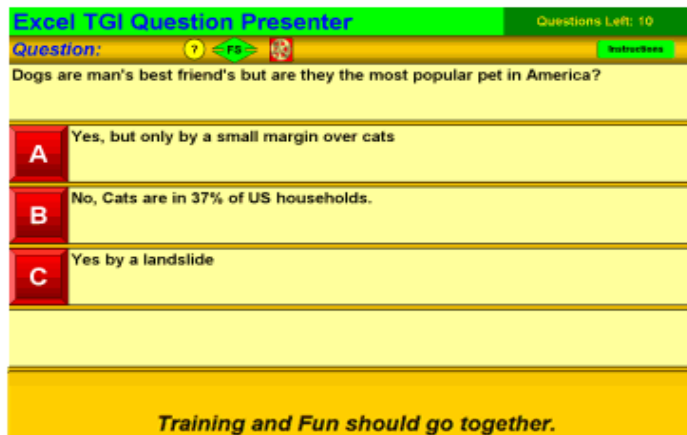 Excel TGI Question Presenter
Questions Left: 10
Question:
?
FS
Instructions
Dogs are man's best friend's but are they the most popular pet in America?
A
Yes, but only by a small margin over cats
B
No, Cats are in 37% of US households.
C
Yes by a landslide
Training and Fun should go together.